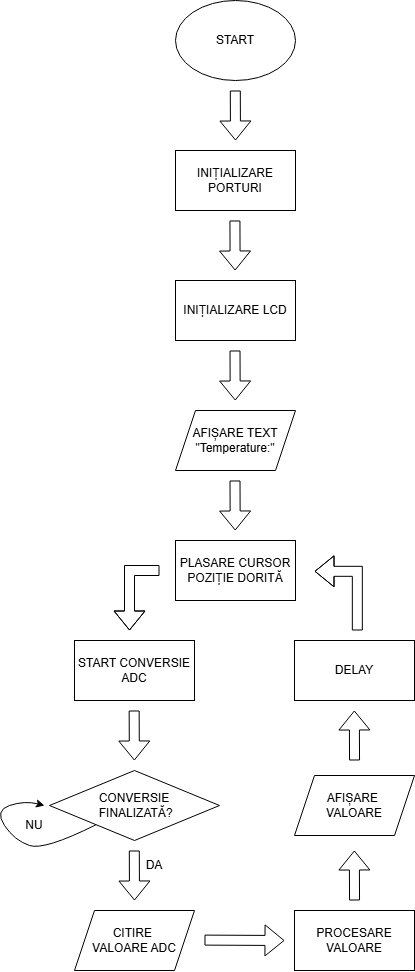 START
INIȚIALIZARE
PORTURI
INIȚIALIZARE LCD
AFIȘARE TEXT
"Temperature:"
PLASARE CURSOR
POZIȚIE DORITĂ
START CONVERSIE
ADC
DELAY
CONVERSIE
FINALIZATĂ?
NU
DA
AFIȘARE
VALOARE
CITIRE
VALOARE ADC
PROCESARE
VALOARE